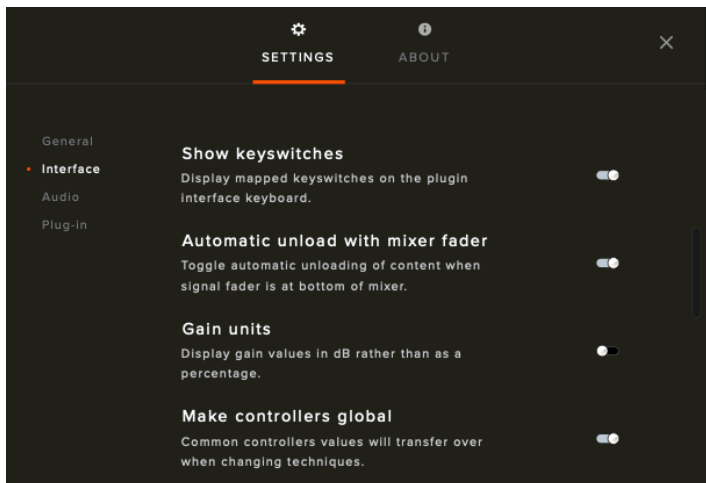 SETTINGS
ABOUT
General
Interface
Audio
Plug-in
Show keyswitches
Display mapped keyswitches on the plugin
interface keyboard.
Automatic unload with mixer fader
Toggle automatic unloading of content when
signal fader is at bottom of mixer.
Gain units
Display gain values in dB rather than as a
percentage.
Make controllers global
Common controllers values will transfer over
when changing techniques.